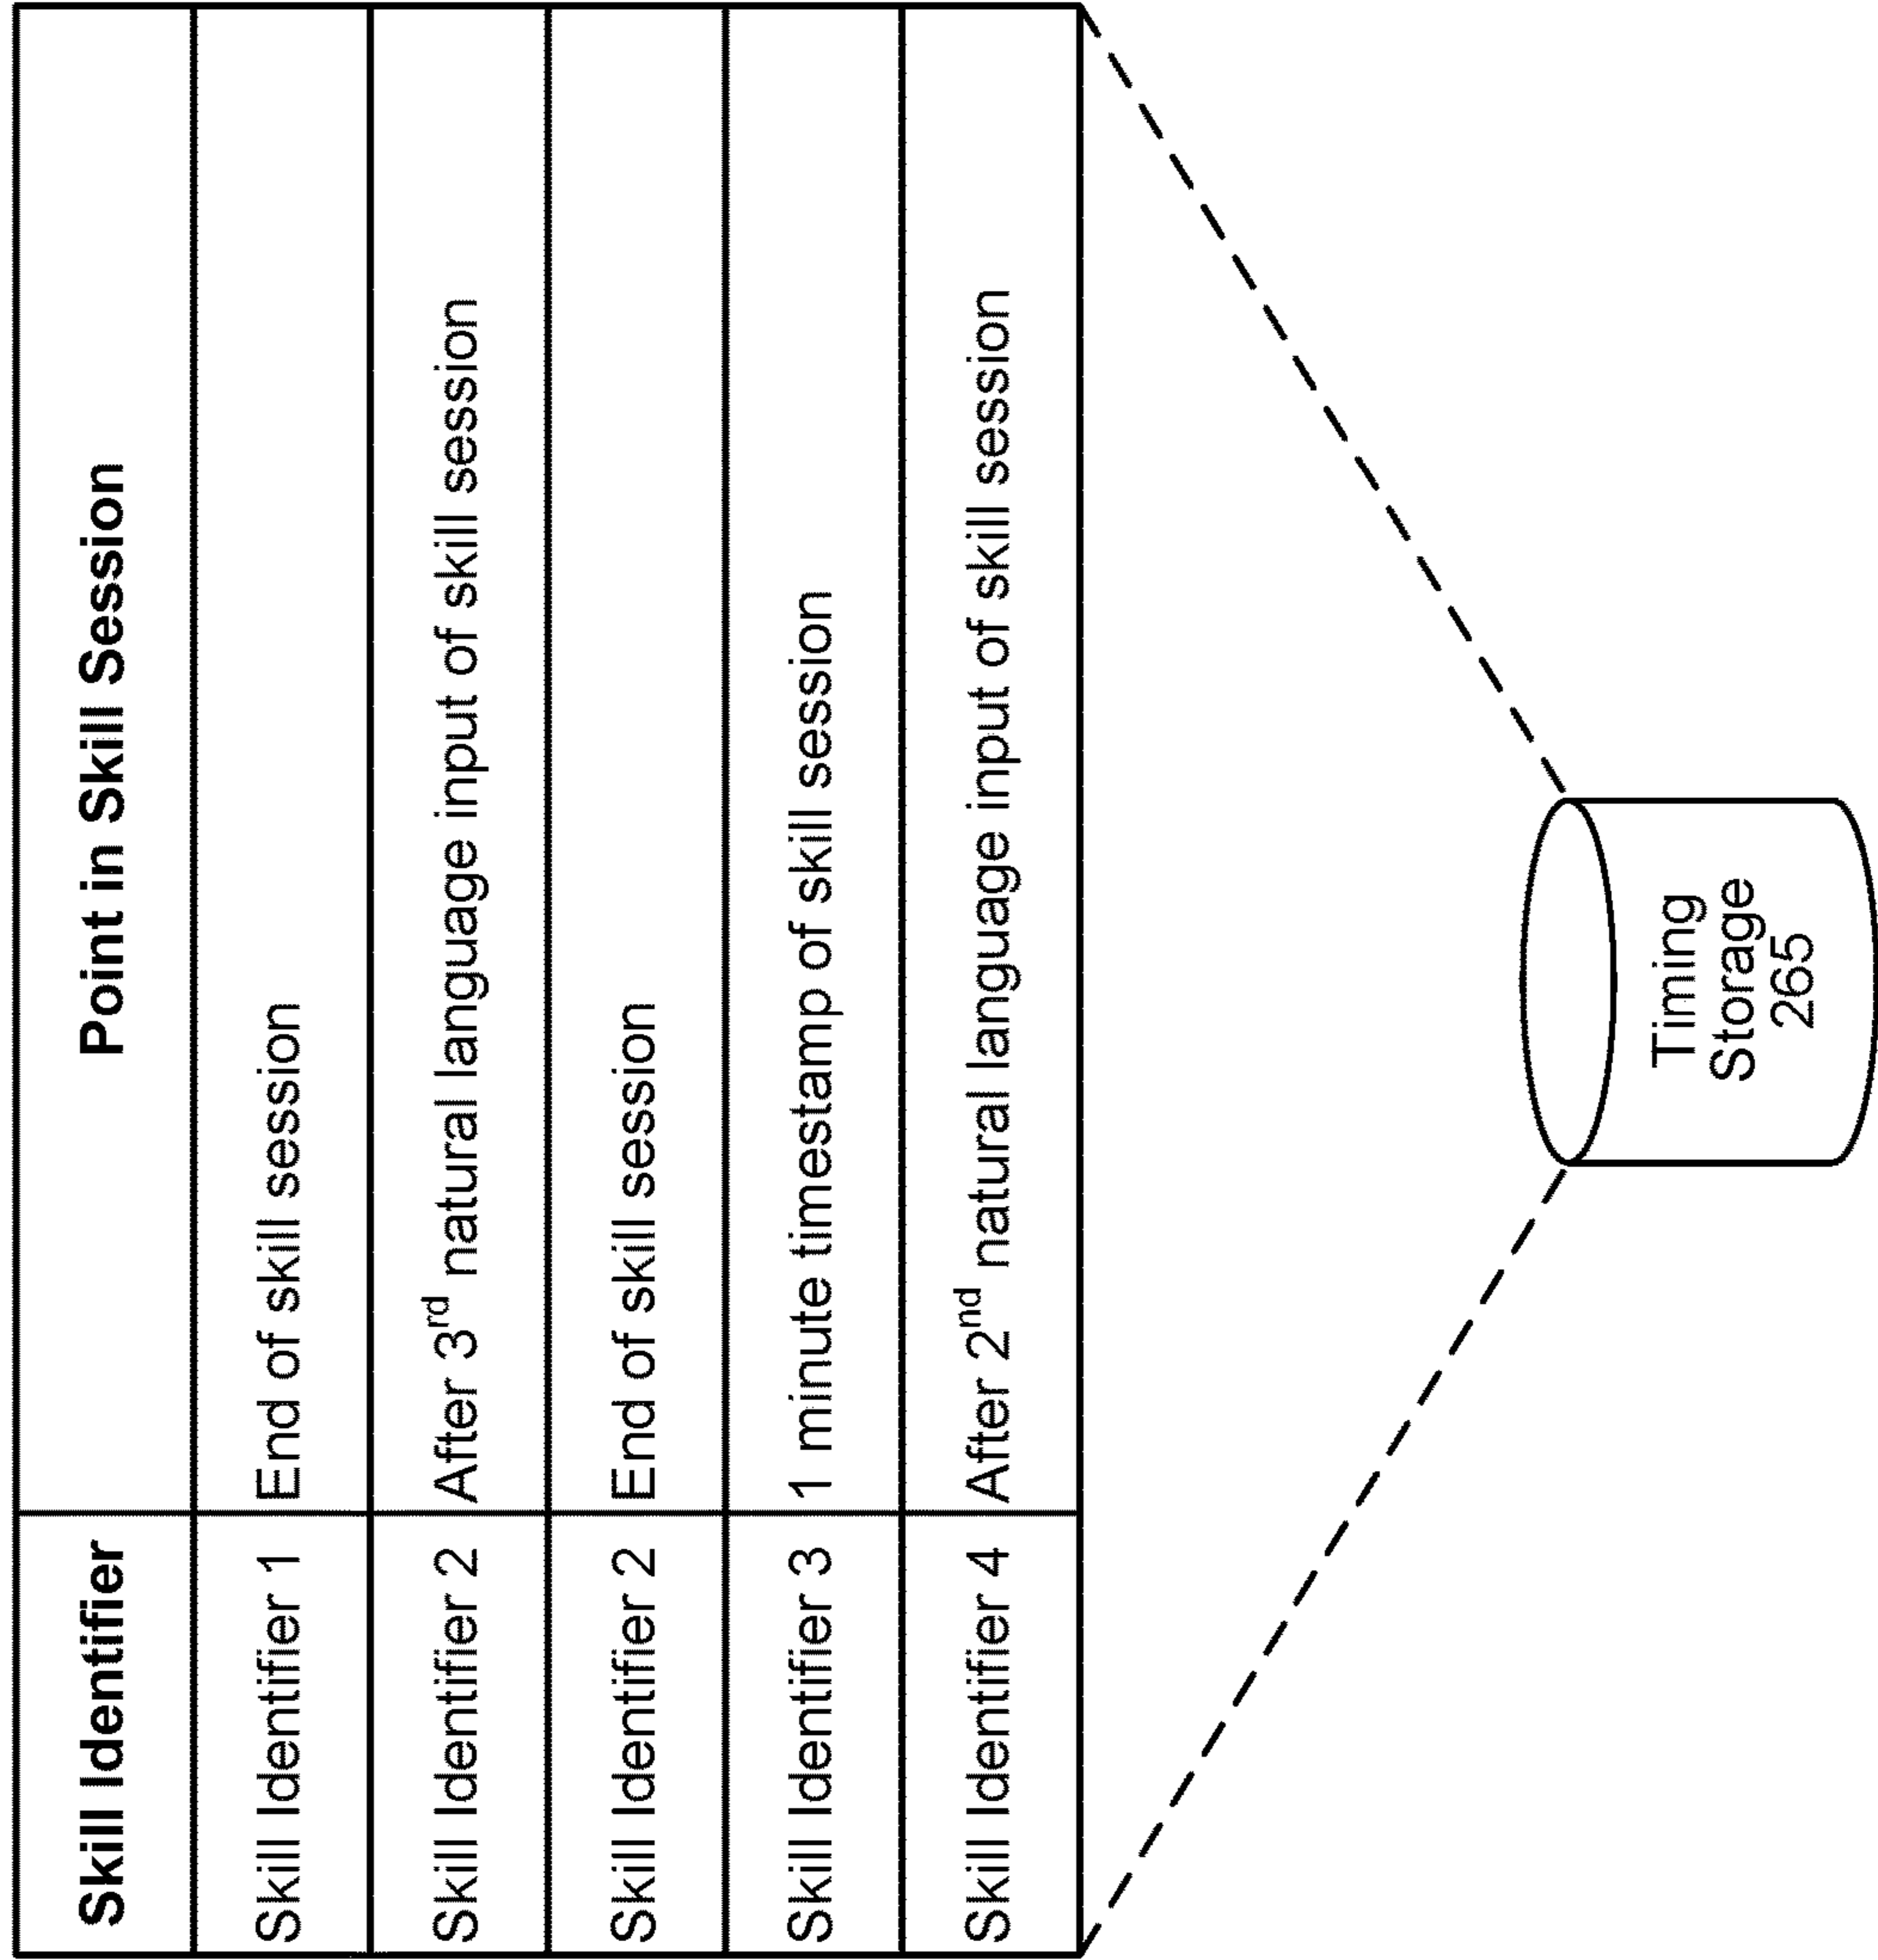 Skill Identifier Point in Skill Session
Skill Identifier 1 End of skill session
Skill Identifier 2 After 3rd natural language input of skill session
Skill Identifier 2 End of skill session
Skill Identifier 3 1 minute timestamp of skill session
Skill Identifier 4 After 2nd natural language input of skill session
Timing
Storage
265